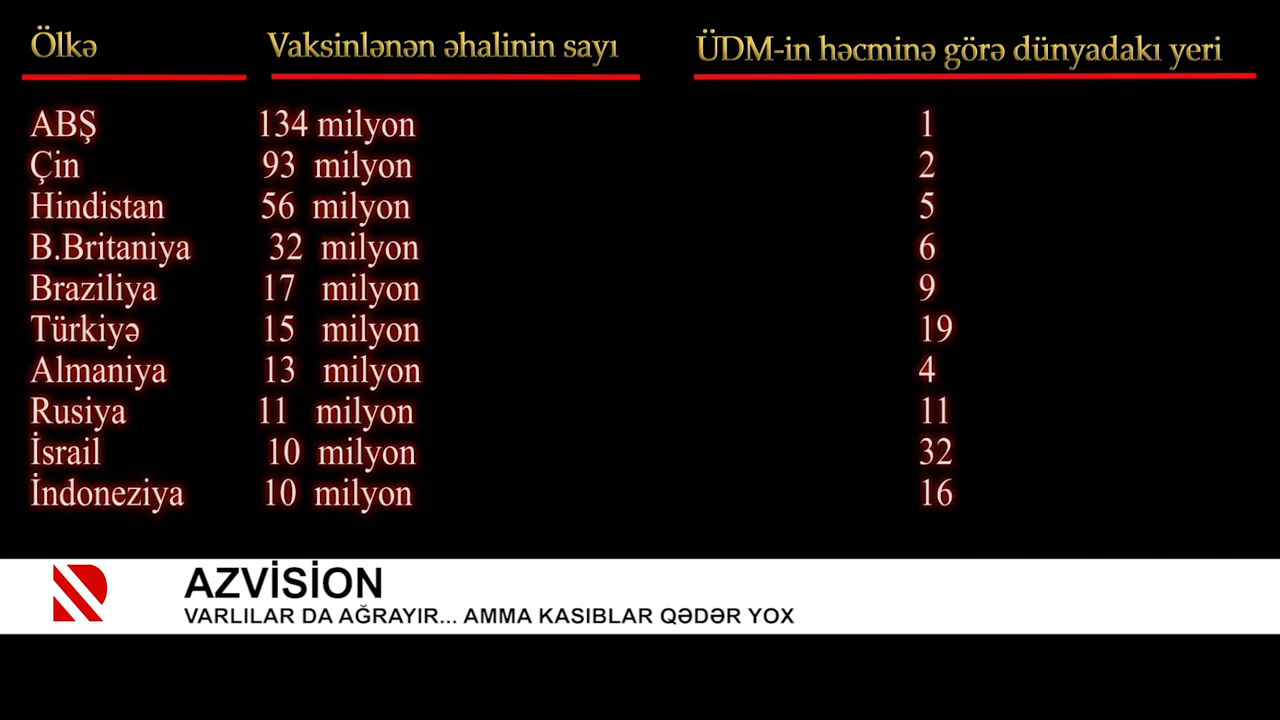 Ölkə Vaksinlənən əhalinin sayı ÜDM-in həcminə görə dünyadakı yeri
ABŞ 134 milyon 1
Çin 93 milyon 2
Hindistan 56 milyon 5
B.Britaniya 32 milyon 6
Braziliya 17 milyon 9
Türkiyə 15 milyon 19
Almaniya 13 milyon 4
Rusiya 11 milyon 11
İsrail 10 milyon 32
İndoneziya 10 milyon 16
AZVİSİON
VARLILAR DA AĞRAYIR... AMMA KASIBLAR QƏDƏR YOX